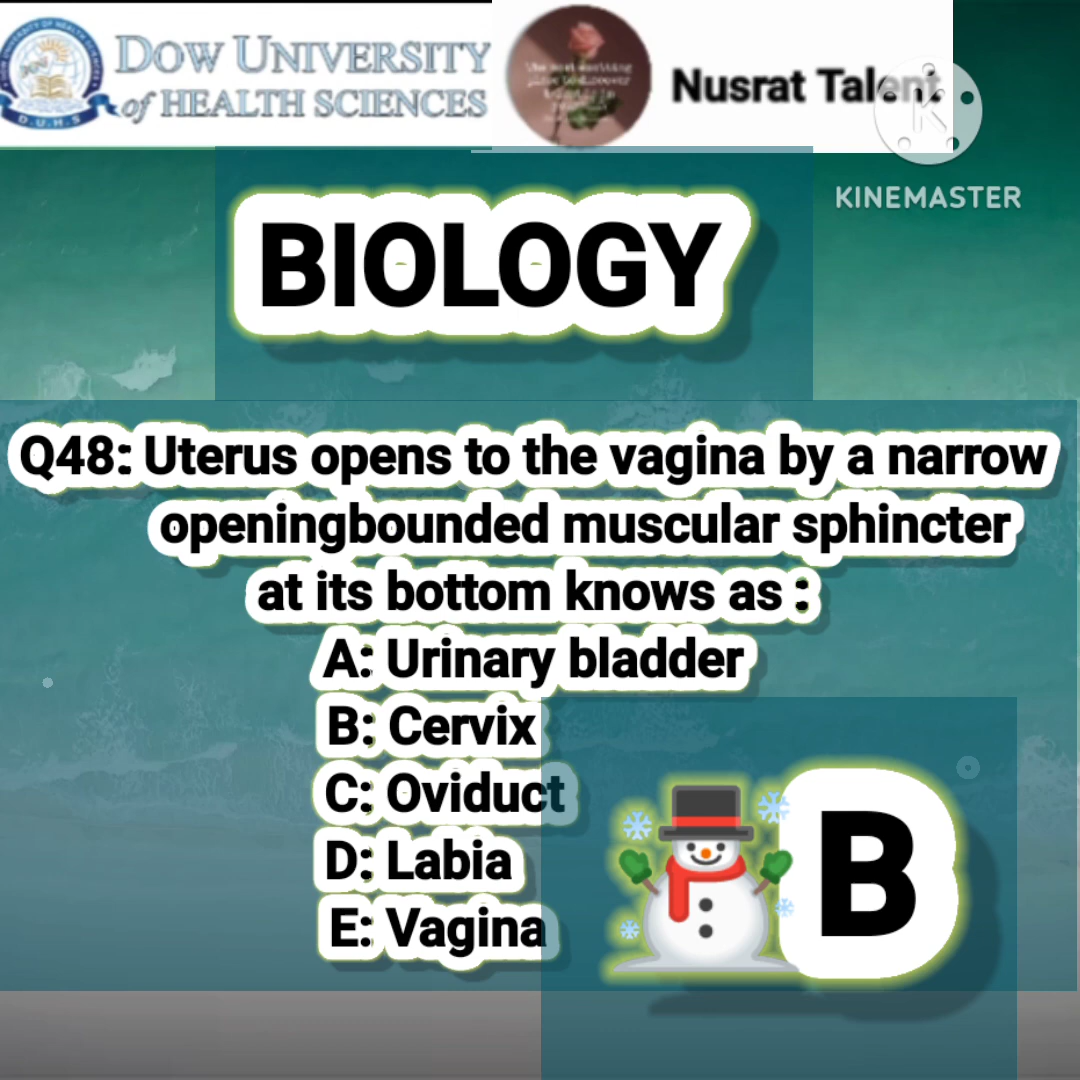 DOW UNIVERSITY
of HEALTH SCIENCES
D.U.H.S
Nusrat Talent
K
KINEMASTER
BIOLOGY
Q48: Uterus opens to the vagina by a narrow
openingbounded muscular sphincter
at its bottom knows as :
A: Urinary bladder
B: Cervix
C: Oviduct
D: Labia
E: Vagina
B